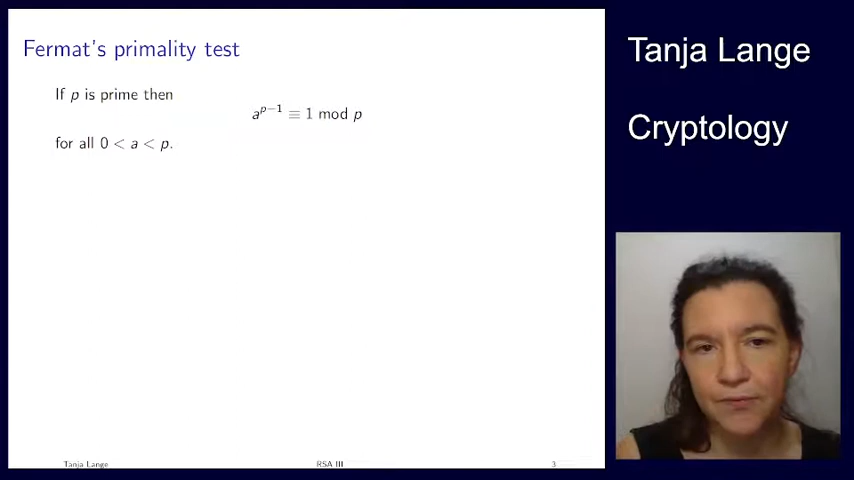 Fermat's primality test
If p is prime then
a^{p−1} ≡ 1 mod p
for all 0 < a < p.
Tanja Lange RSA III 3
Tanja Lange
Cryptology